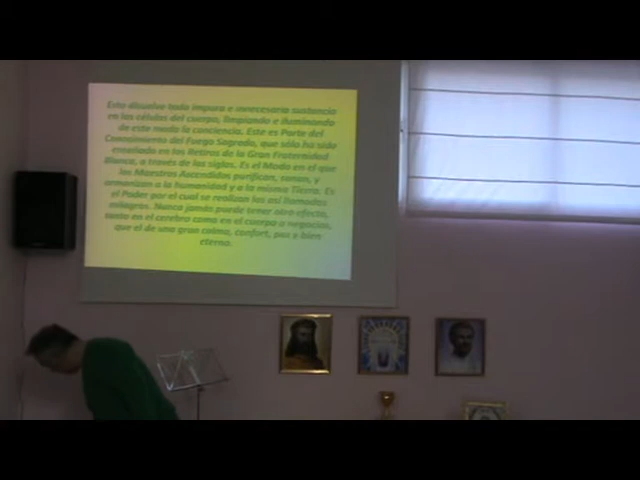 Esto disuelve toda impura e innecesaria sustancia
en las células del cuerpo, limpiando e iluminando
de este modo la conciencia. Este es Parte del
Conocimiento del Fuego Sagrado, que sólo ha sido
enseñado en los Retiros de la Gran Fraternidad
Blanca, a través de los siglos. Es el Modo en el que
los Maestros Ascendidos purifican, sanan, y
armonizan a la humanidad y a la misma Tierra. Es
el Poder por el cual se realizan los así llamados
milagros. Nunca jamás puede tener otro efecto,
tanto en el cerebro como en el cuerpo o negocios,
que el de una gran calma, confort, paz y bien
eterno.